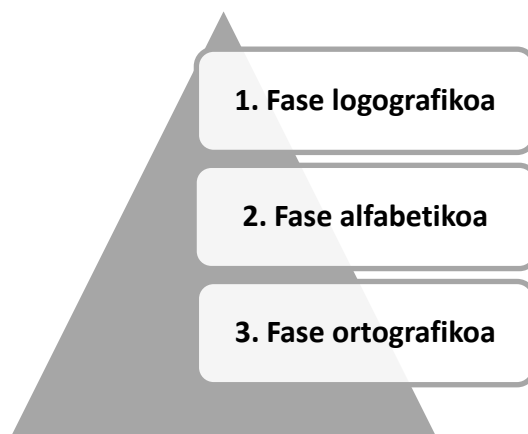 1. Fase logografikoa
2. Fase alfabetikoa
3. Fase ortografikoa